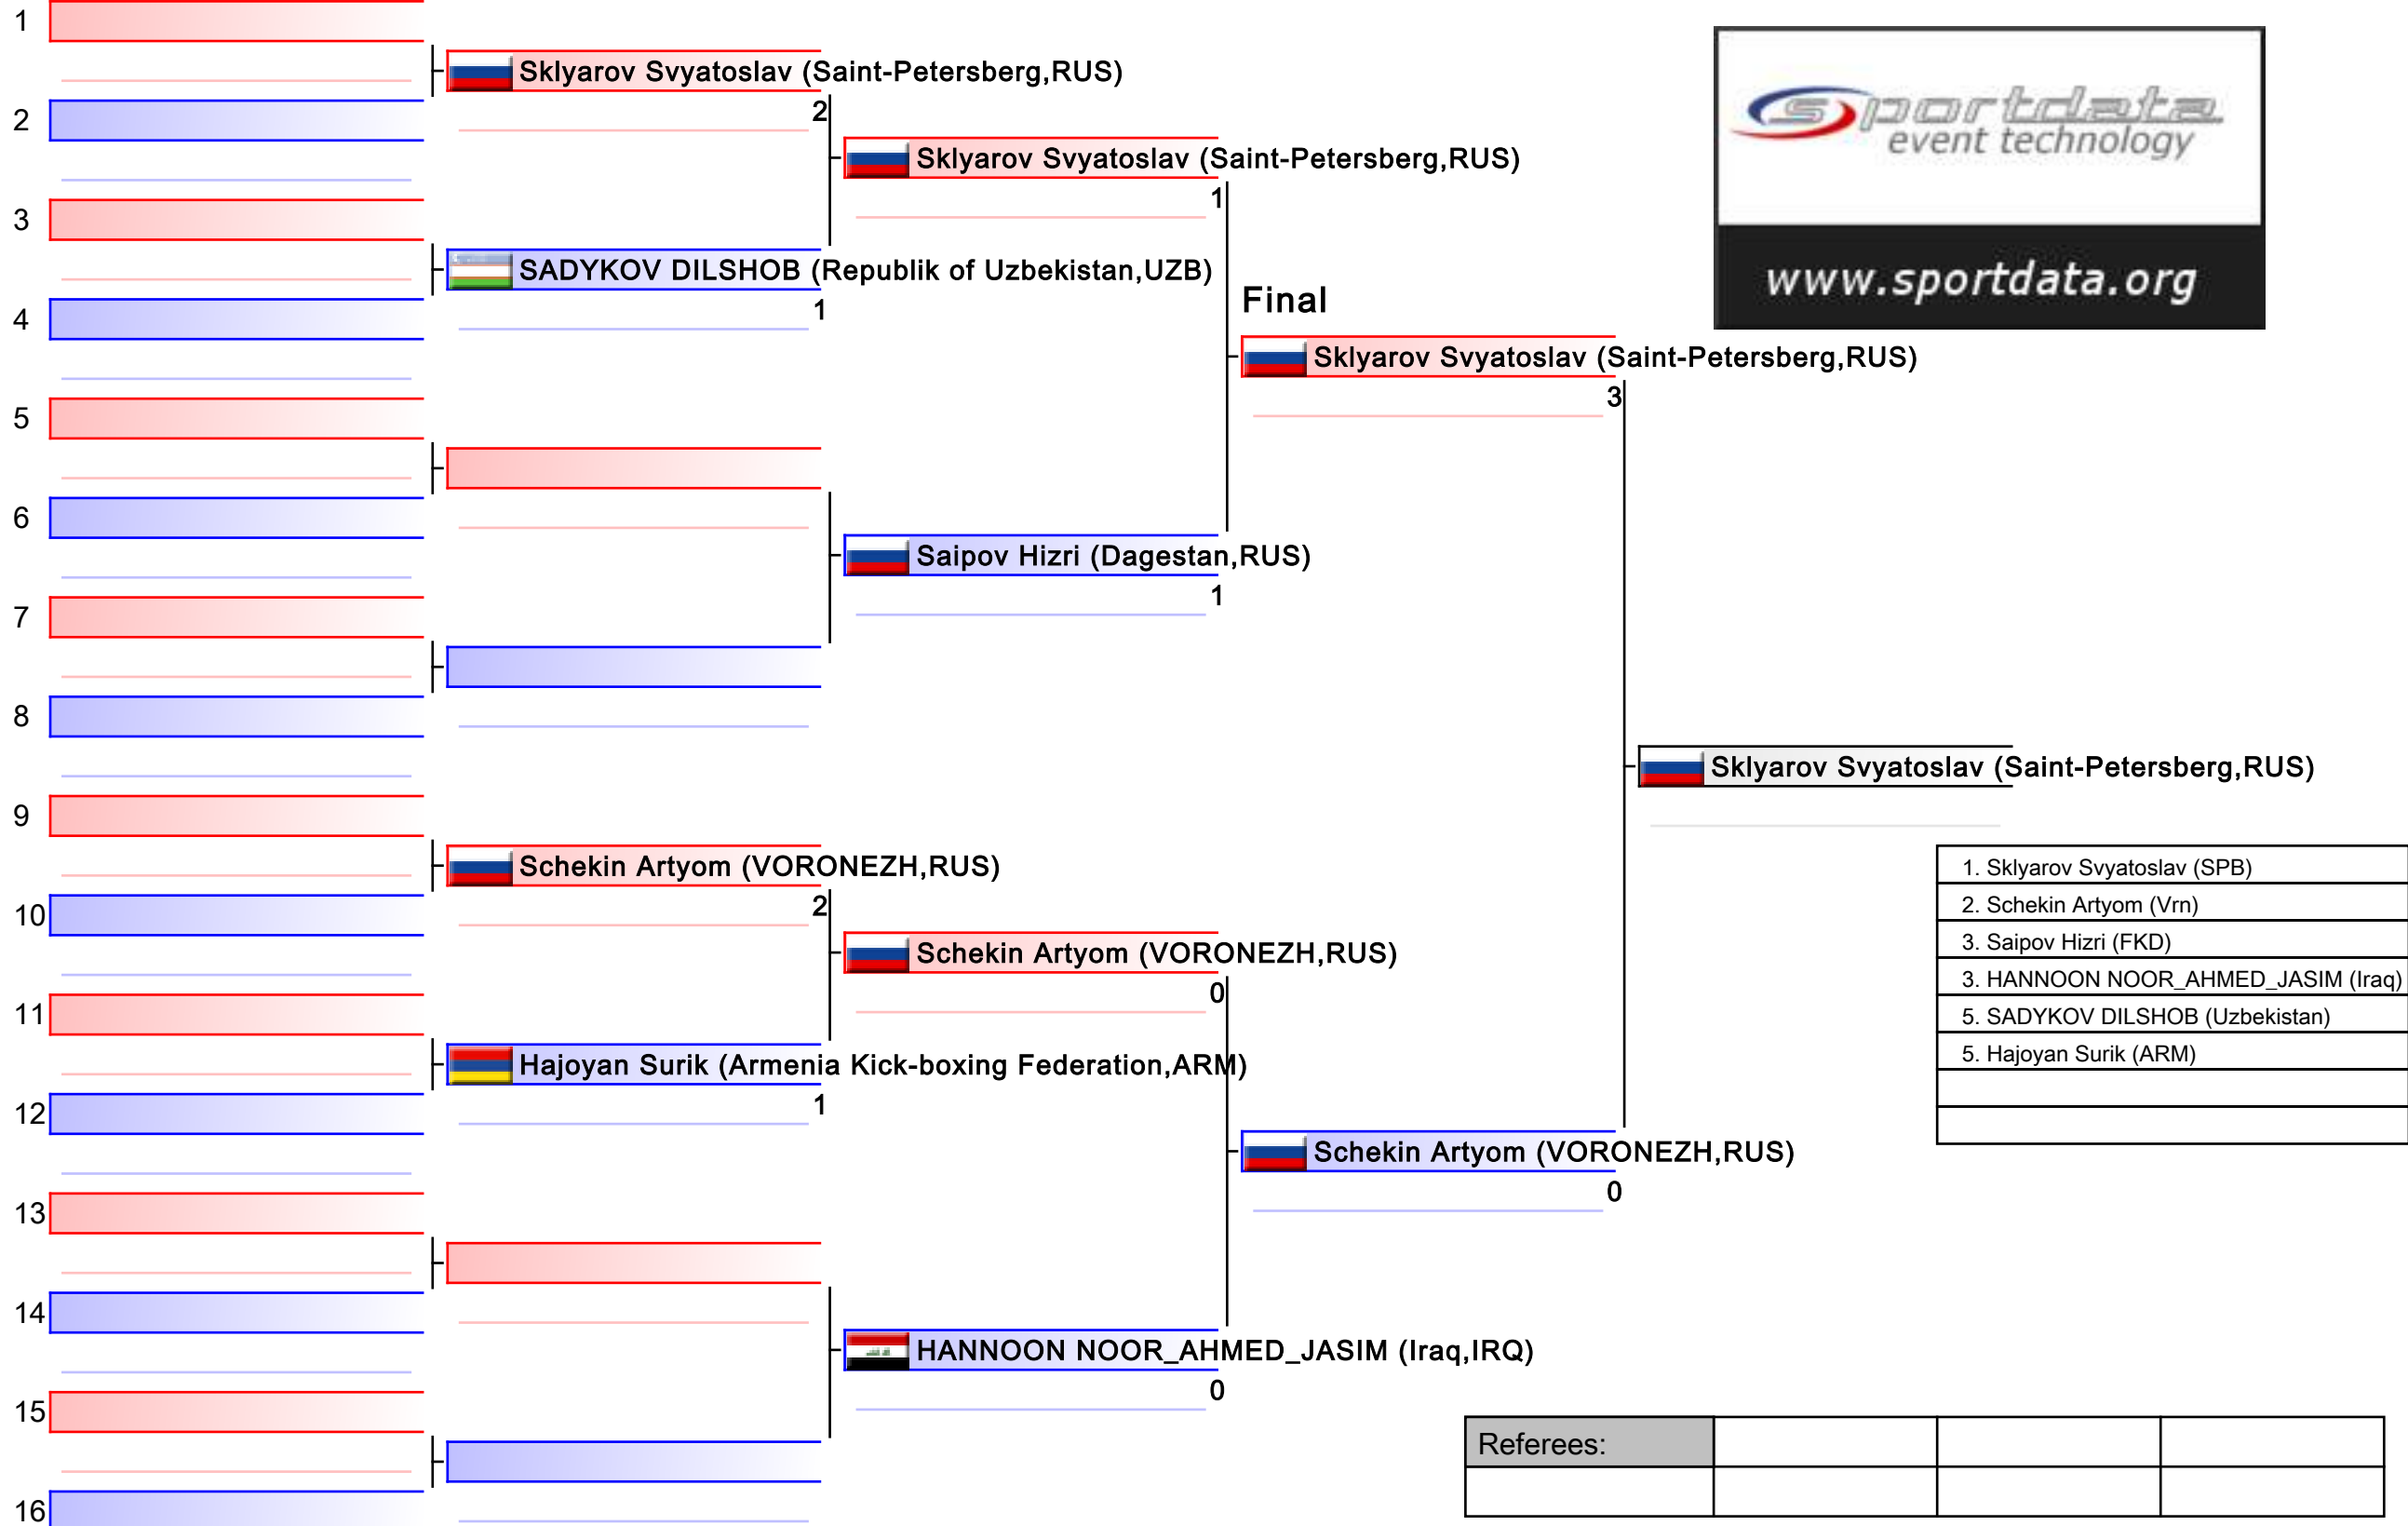 1
Sklyarov Svyatoslav (Saint-Petersberg,RUS)
2
2
Sklyarov Svyatoslav (Saint-Petersberg,RUS)
1
3
SADYKOV DILSHOB (Republik of Uzbekistan,UZB)
1
4
Final
Sklyarov Svyatoslav (Saint-Petersberg,RUS)
3
5
6
Saipov Hizri (Dagestan,RUS)
1
7
8
Sklyarov Svyatoslav (Saint-Petersberg,RUS)
9
Schekin Artyom (VORONEZH,RUS)
2
10
Schekin Artyom (VORONEZH,RUS)
0
11
Hajoyan Surik (Armenia Kick-boxing Federation,ARM)
1
12
Schekin Artyom (VORONEZH,RUS)
0
13
14
HANNOON NOOR_AHMED_JASIM (Iraq,IRQ)
0
15
16
sportdata
event technology
www.sportdata.org
1. Sklyarov Svyatoslav (SPB)
2. Schekin Artyom (Vrn)
3. Saipov Hizri (FKD)
3. HANNOON NOOR_AHMED_JASIM (Iraq)
5. SADYKOV DILSHOB (Uzbekistan)
5. Hajoyan Surik (ARM)
Referees: